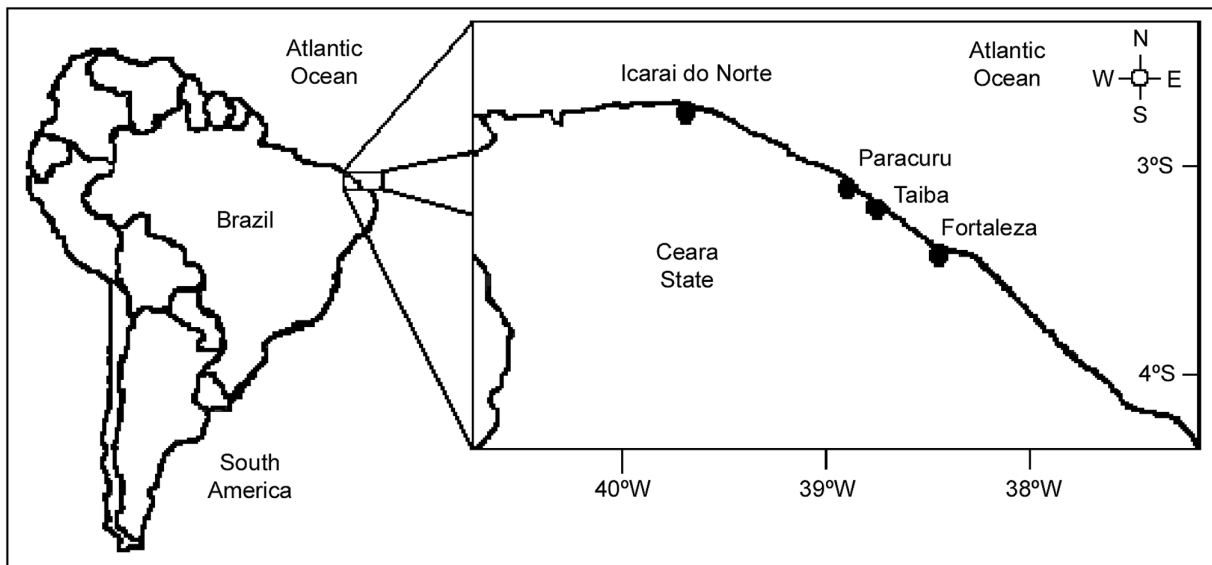 Atlantic
Ocean
Brazil
South
America
Icarai do Norte
Atlantic
Ocean
N
W E
S
Paracuru
Taiba
Fortaleza
Ceara
State
3ºS
4ºS
40ºW
39ºW
38ºW